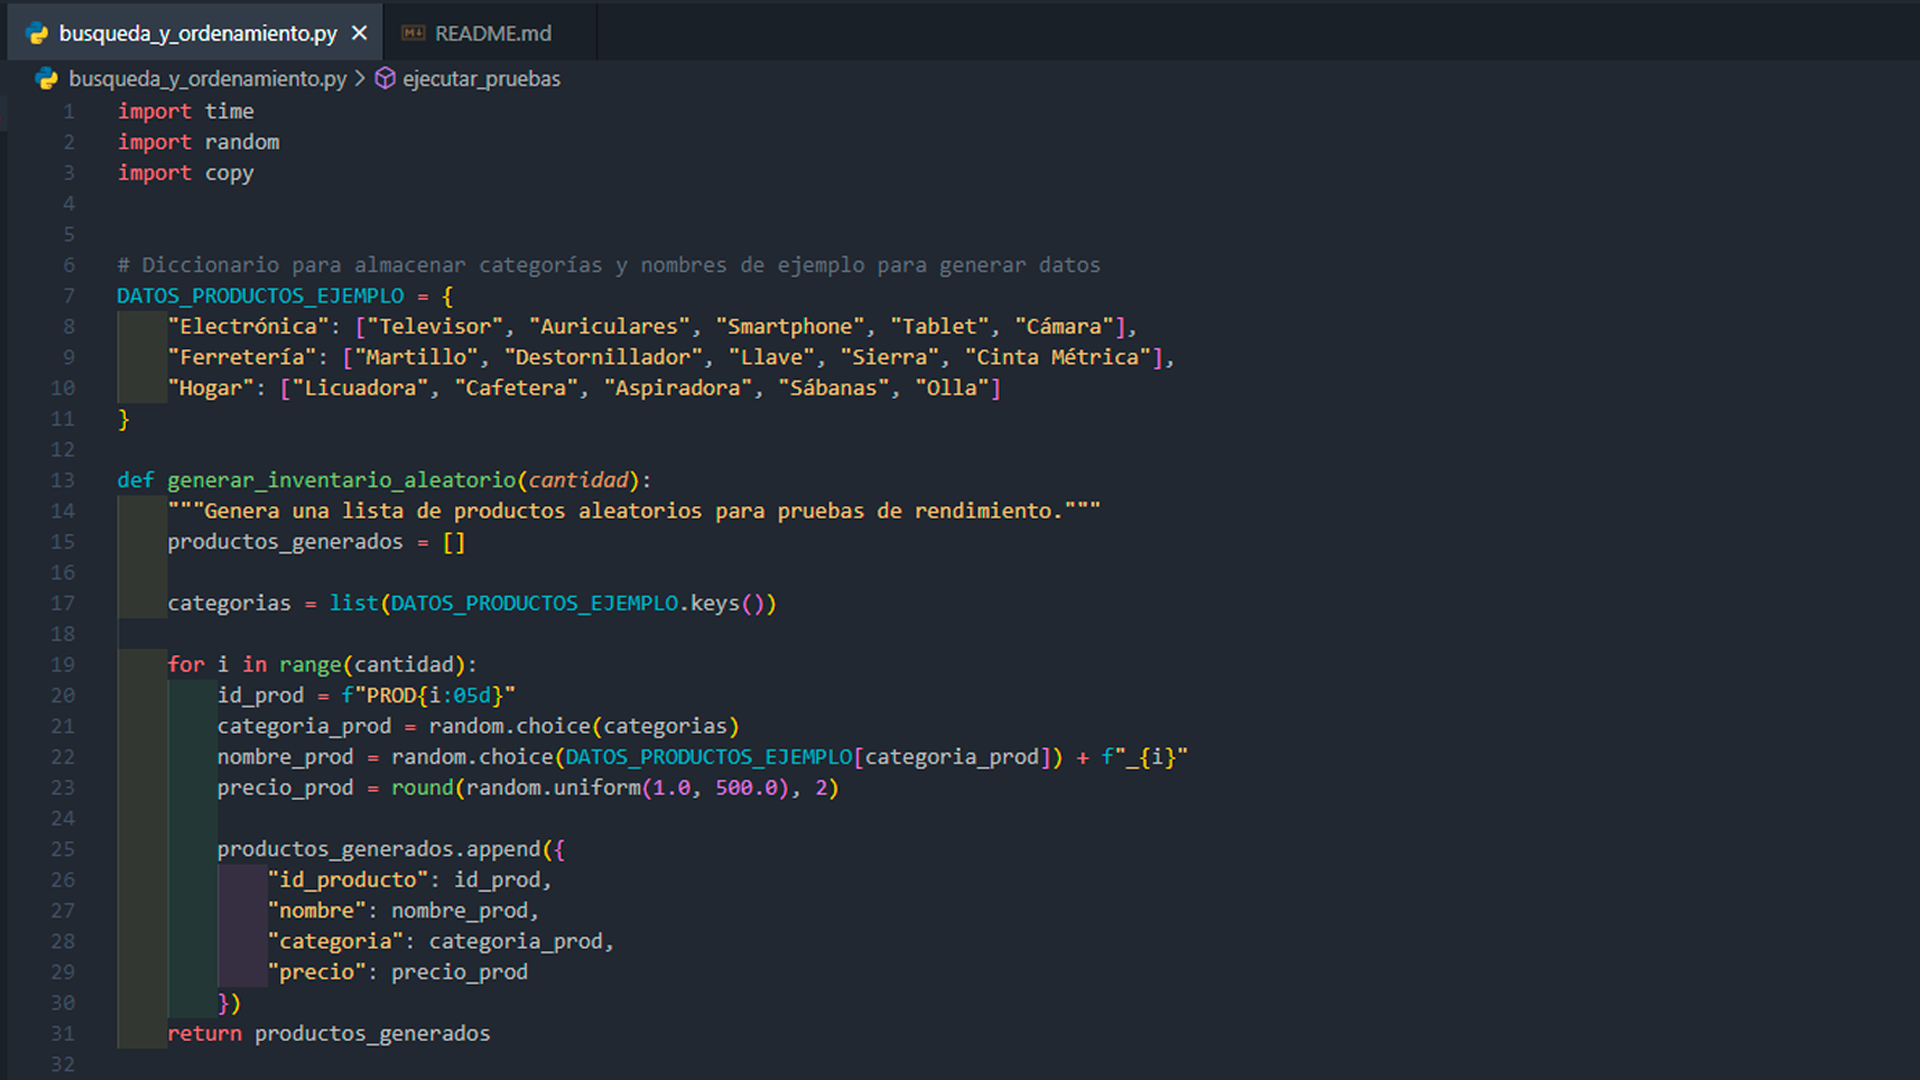 busqueda_y_ordenamiento.py × M↓ README.md
busqueda_y_ordenamiento.py > ejecutar_pruebas
1 import time
2 import random
3 import copy
4
5
6 # Diccionario para almacenar categorías y nombres de ejemplo para generar datos
7 DATOS_PRODUCTOS_EJEMPLO = {
8     "Electrónica": ["Televisor", "Auriculares", "Smartphone", "Tablet", "Cámara"],
9     "Ferretería": ["Martillo", "Destornillador", "Llave", "Sierra", "Cinta Métrica"],
10     "Hogar": ["Licuadora", "Cafetera", "Aspiradora", "Sábanas", "Olla"]
11 }
12
13 def generar_inventario_aleatorio(cantidad):
14     """Genera una lista de productos aleatorios para pruebas de rendimiento."""
15     productos_generados = []
16
17     categorias = list(DATOS_PRODUCTOS_EJEMPLO.keys())
18
19     for i in range(cantidad):
20         id_prod = f"PROD{i:05d}"
21         categoria_prod = random.choice(categorias)
22         nombre_prod = random.choice(DATOS_PRODUCTOS_EJEMPLO[categoria_prod]) + f"_{i}"
23         precio_prod = round(random.uniform(1.0, 500.0), 2)
24
25         productos_generados.append({
26             "id_producto": id_prod,
27             "nombre": nombre_prod,
28             "categoria": categoria_prod,
29             "precio": precio_prod
30         })
31     return productos_generados
32